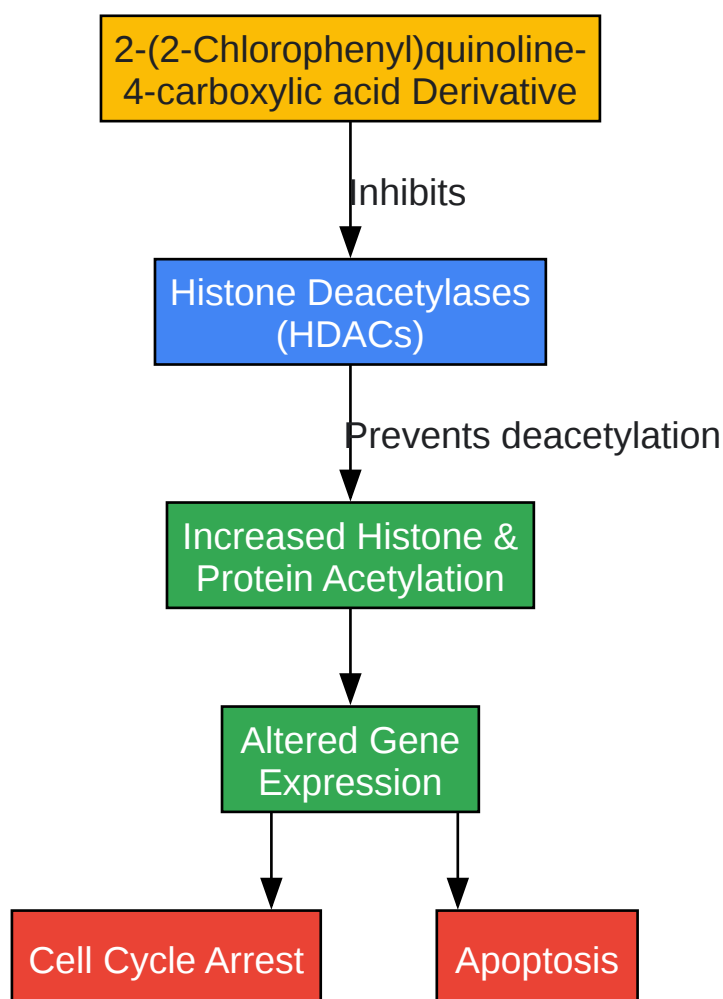 2-(2-Chlorophenyl)quinoline-
4-carboxylic acid Derivative
Inhibits
Histone Deacetylases
(HDACs)
Prevents deacetylation
Increased Histone &
Protein Acetylation
Altered Gene
Expression
Cell Cycle Arrest
Apoptosis